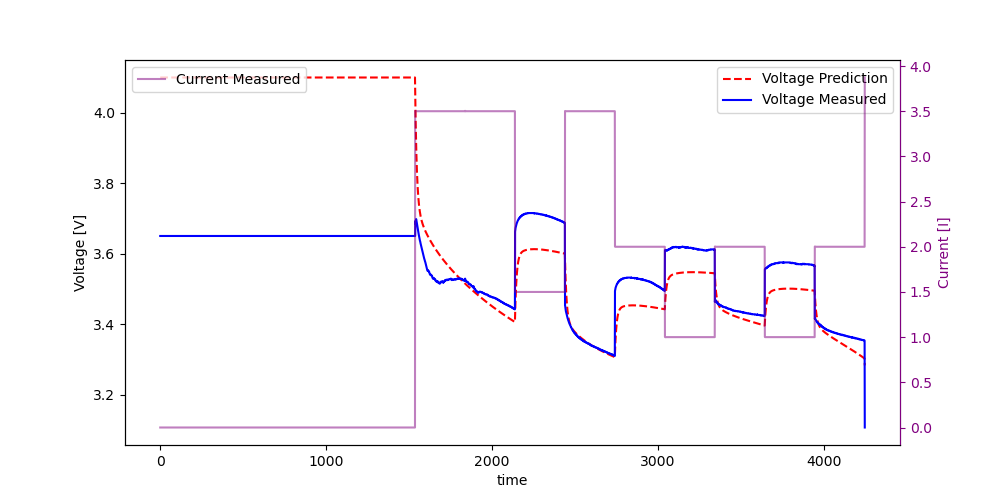 Current Measured
Voltage Prediction
Voltage Measured
Voltage [V]
4.0
3.8
3.6
3.4
3.2
4.0
3.5
3.0
2.5
2.0
1.5
1.0
0.5
0.0
Current [I]
0 1000 2000 3000 4000
time